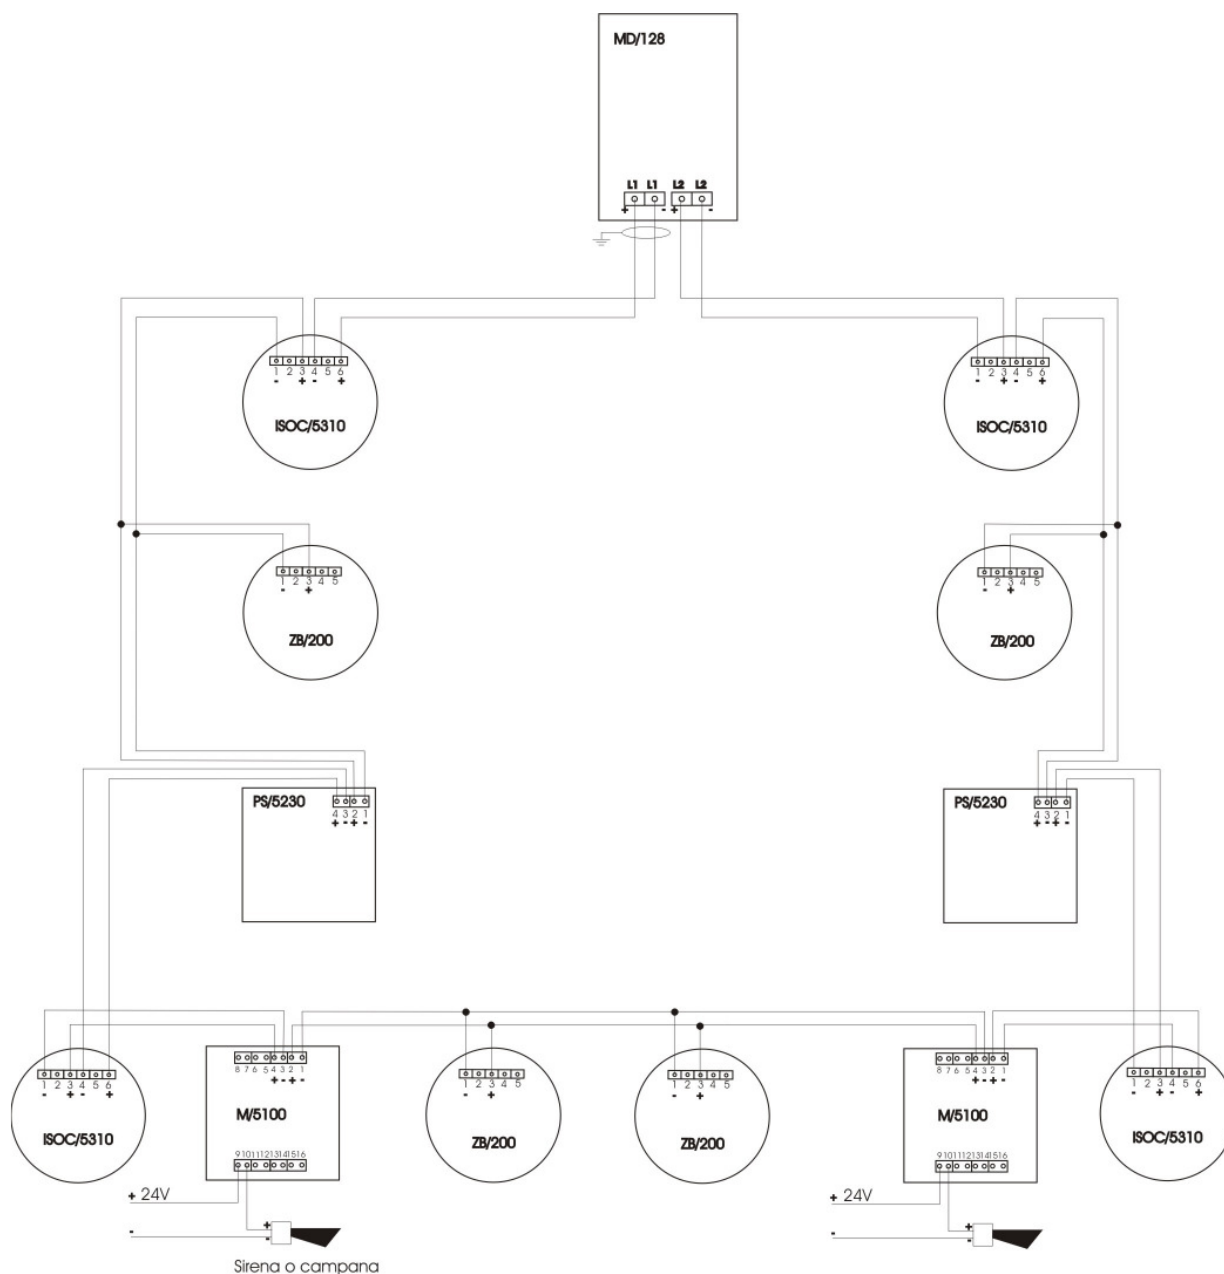 MD/128
L1 L1 L2 L2
+ - + -
1 2 3 4 5 6
- + - +
ISOC/5310
1 2 3 4 5 6
- + - +
ISOC/5310
1 2 3 4 5
- +
ZB/200
1 2 3 4 5
- +
ZB/200
PS/5230
4 3 2 1
+ - + -
PS/5230
4 3 2 1
+ - + -
1 2 3 4 5 6
- + - +
ISOC/5310
8 7 6 5 4 3 2 1
+ - + -
M/5100
9 10 11 12 13 14 15 16
1 2 3 4 5
- +
ZB/200
1 2 3 4 5
- +
ZB/200
8 7 6 5 4 3 2 1
+ - + -
M/5100
9 10 11 12 13 14 15 16
1 2 3 4 5 6
- + - +
ISOC/5310
+ 24V
- + -
Sirena o campana
+ 24V
- + -